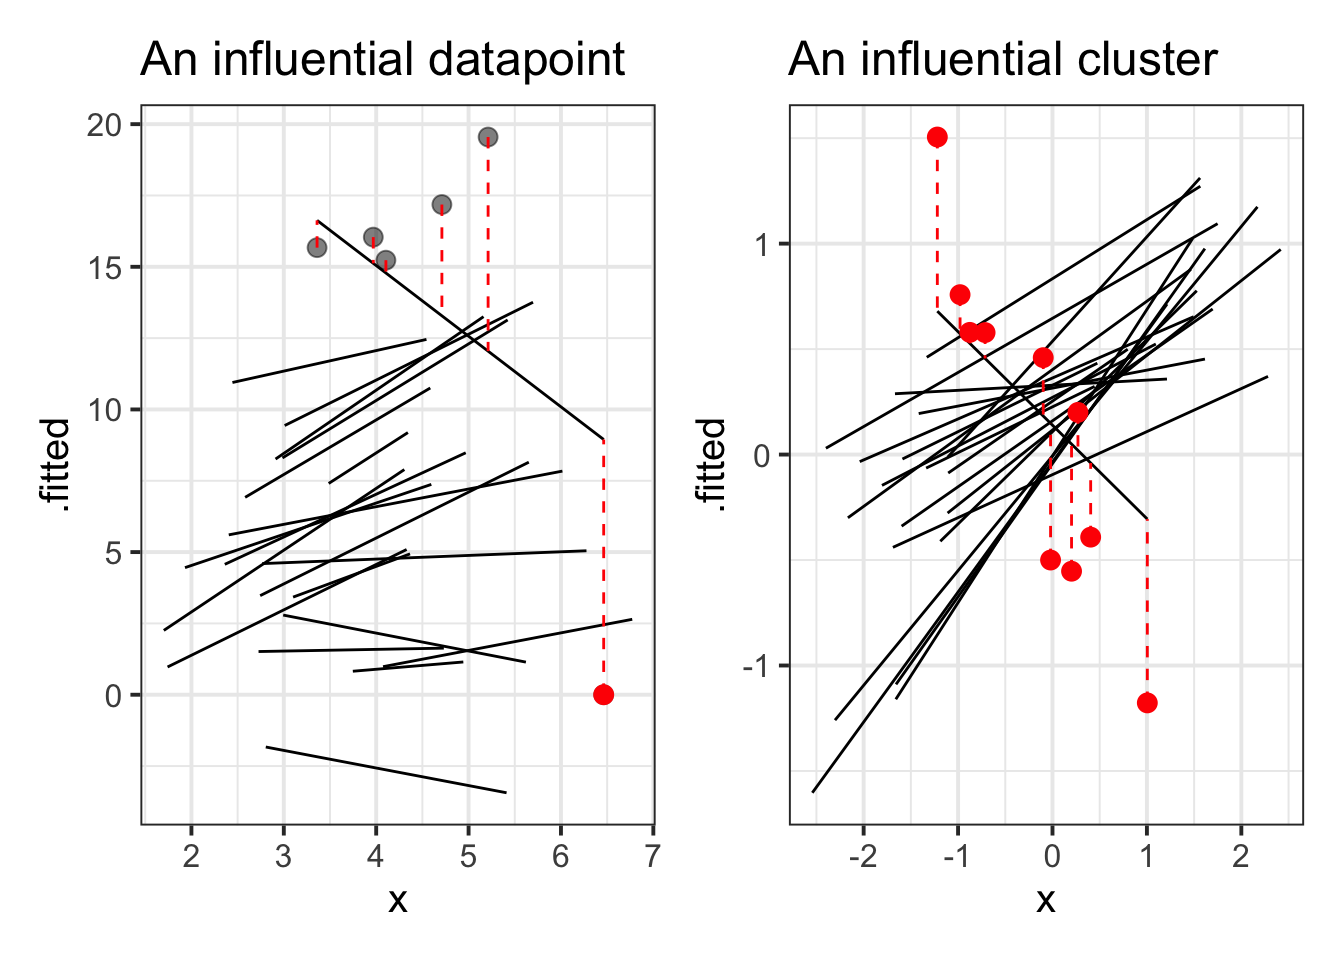 An influential datapoint
20
15
10
5
0
.fitted
2 3 4 5 6 7
x
An influential cluster
1
0
-1
.fitted
-2 -1 0 1 2
x